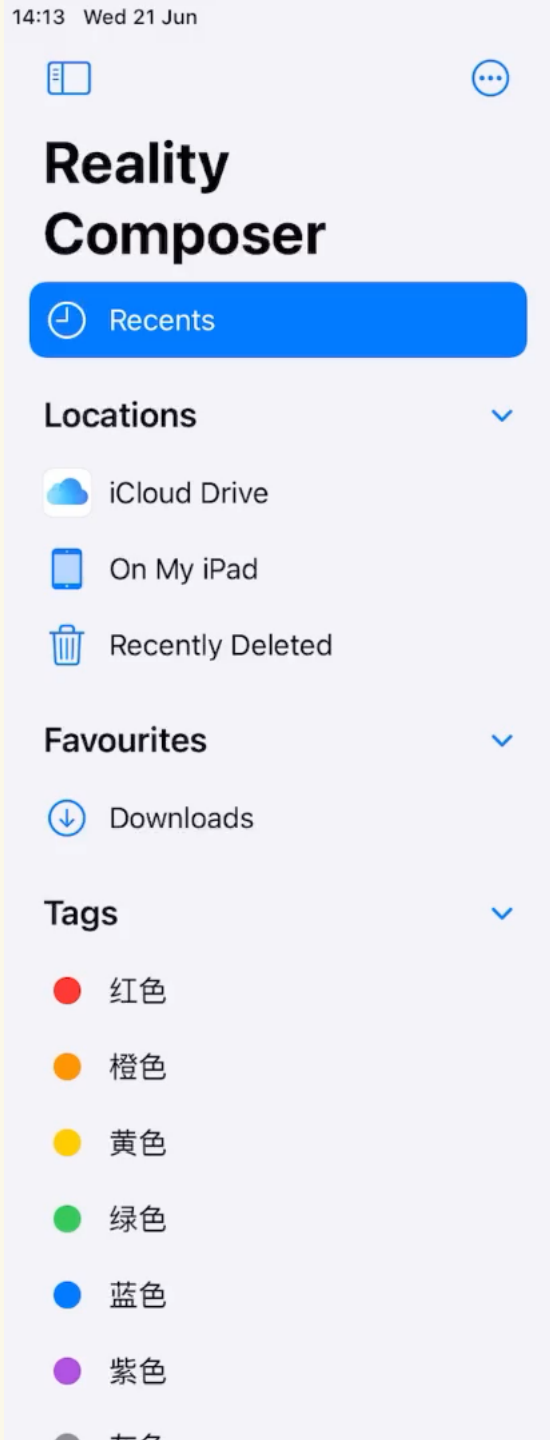 14:13 Wed 21 Jun
Reality
Composer
Recents
Locations
iCloud Drive
On My iPad
Recently Deleted
Favourites
Downloads
Tags
红色
橙色
黄色
绿色
蓝色
紫色